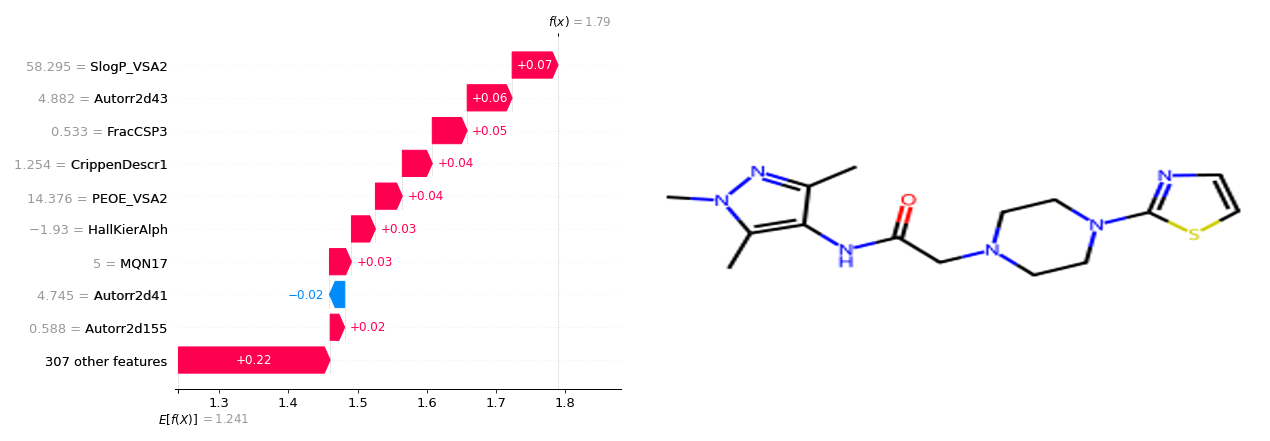 f(x) = 1.79
58.295 = SlogP_VSA2
+0.07
4.882 = Autorr2d43
+0.06
0.533 = FracCSP3
+0.05
1.254 = CrippenDescr1
+0.04
14.376 = PEOE_VSA2
+0.04
−1.93 = HallKierAlph
+0.03
5 = MQN17
+0.03
4.745 = Autorr2d41
−0.02
0.588 = Autorr2d155
+0.02
307 other features
+0.22
1.3 1.4 1.5 1.6 1.7 1.8
E[f(X)] = 1.241
N
N
N
H
O
N
N
N
S